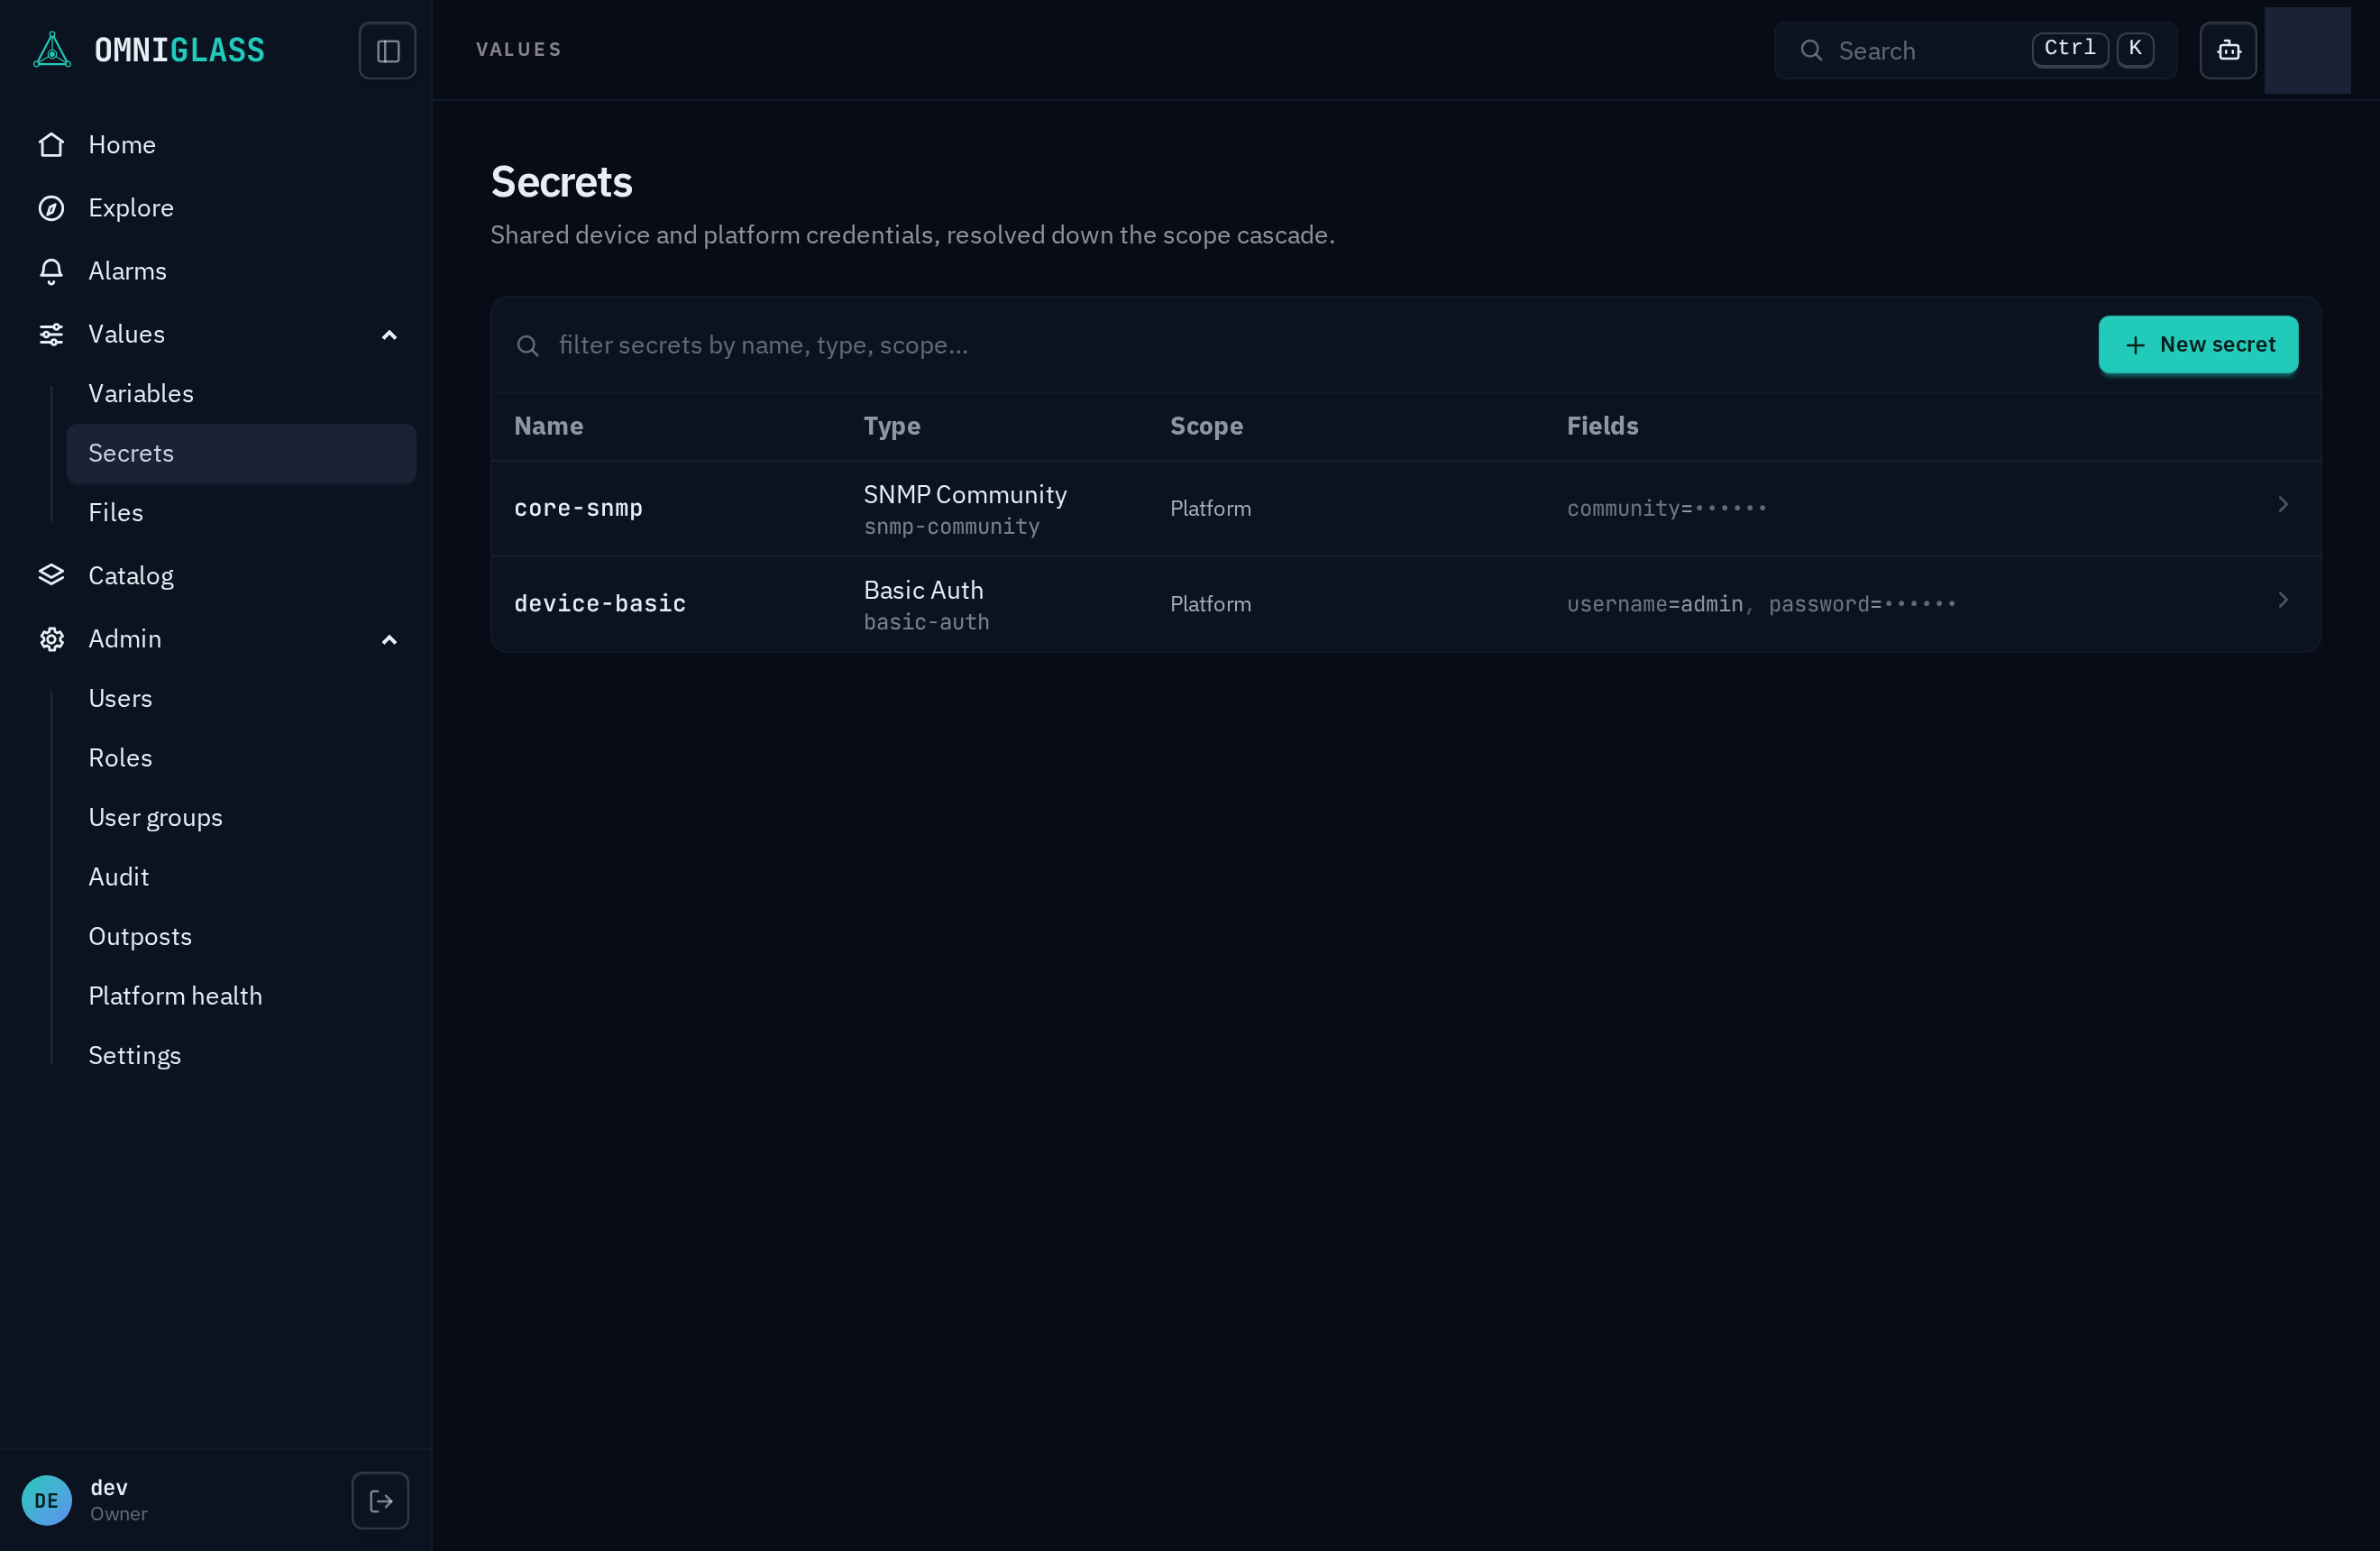 OMNIGLASS
VALUES
Search
Ctrl
K
Home
Explore
Alarms
Values
Variables
Secrets
Files
Catalog
Admin
Users
Roles
User groups
Audit
Outposts
Platform health
Settings
DE
dev
Owner
Secrets
Shared device and platform credentials, resolved down the scope cascade.
filter secrets by name, type, scope...
New secret
Name Type Scope Fields
core-snmp SNMP Community Platform community=••••••
snmp-community
device-basic Basic Auth Platform username=admin, password=••••••
basic-auth